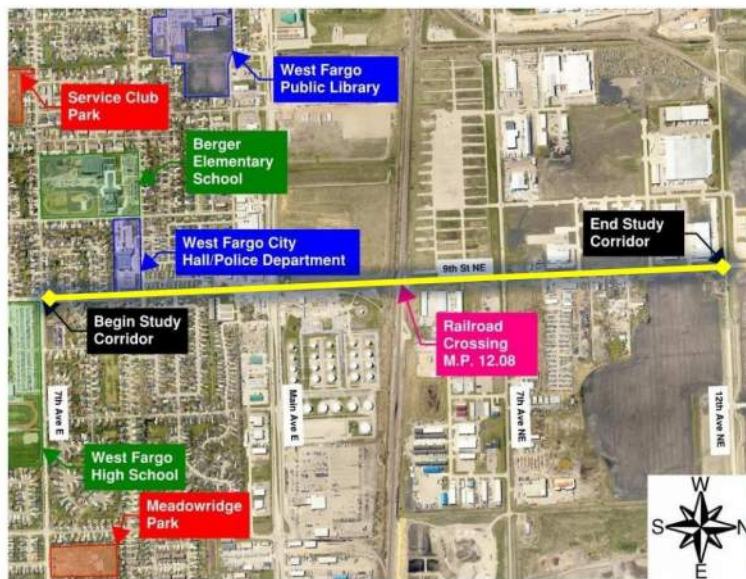 West Fargo
Public Library
Service Club
Park
Berger
Elementary
School
West Fargo City
Hall/Police Department
End Study
Corridor
9th St NE
Begin Study
Corridor
Railroad
Crossing
M.P. 12.08
7th Ave E
Main Ave E
7th Ave NE
12th Ave NE
West Fargo
High School
Meadowridge
Park
W
S
N
E